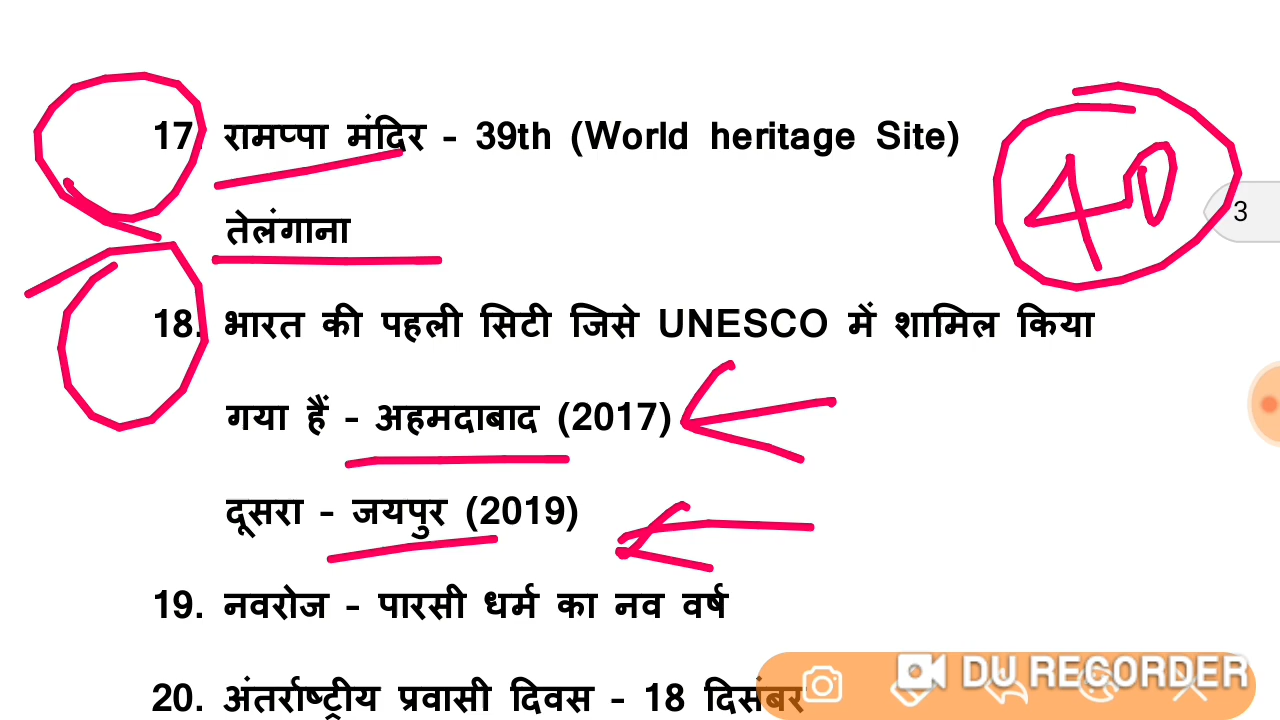 17. रामप्पा मंदिर - 39th (World heritage Site)
40
तेलंगाना
3
18. भारत की पहली सिटी जिसे UNESCO में शामिल किया
गया हैं - अहमदाबाद (2017)
दूसरा - जयपुर (2019)
19. नवरोज - पारसी धर्म का नव वर्ष
20. अंतर्राष्ट्रीय प्रवासी दिवस - 18 दिसंबर
DU RECORDER